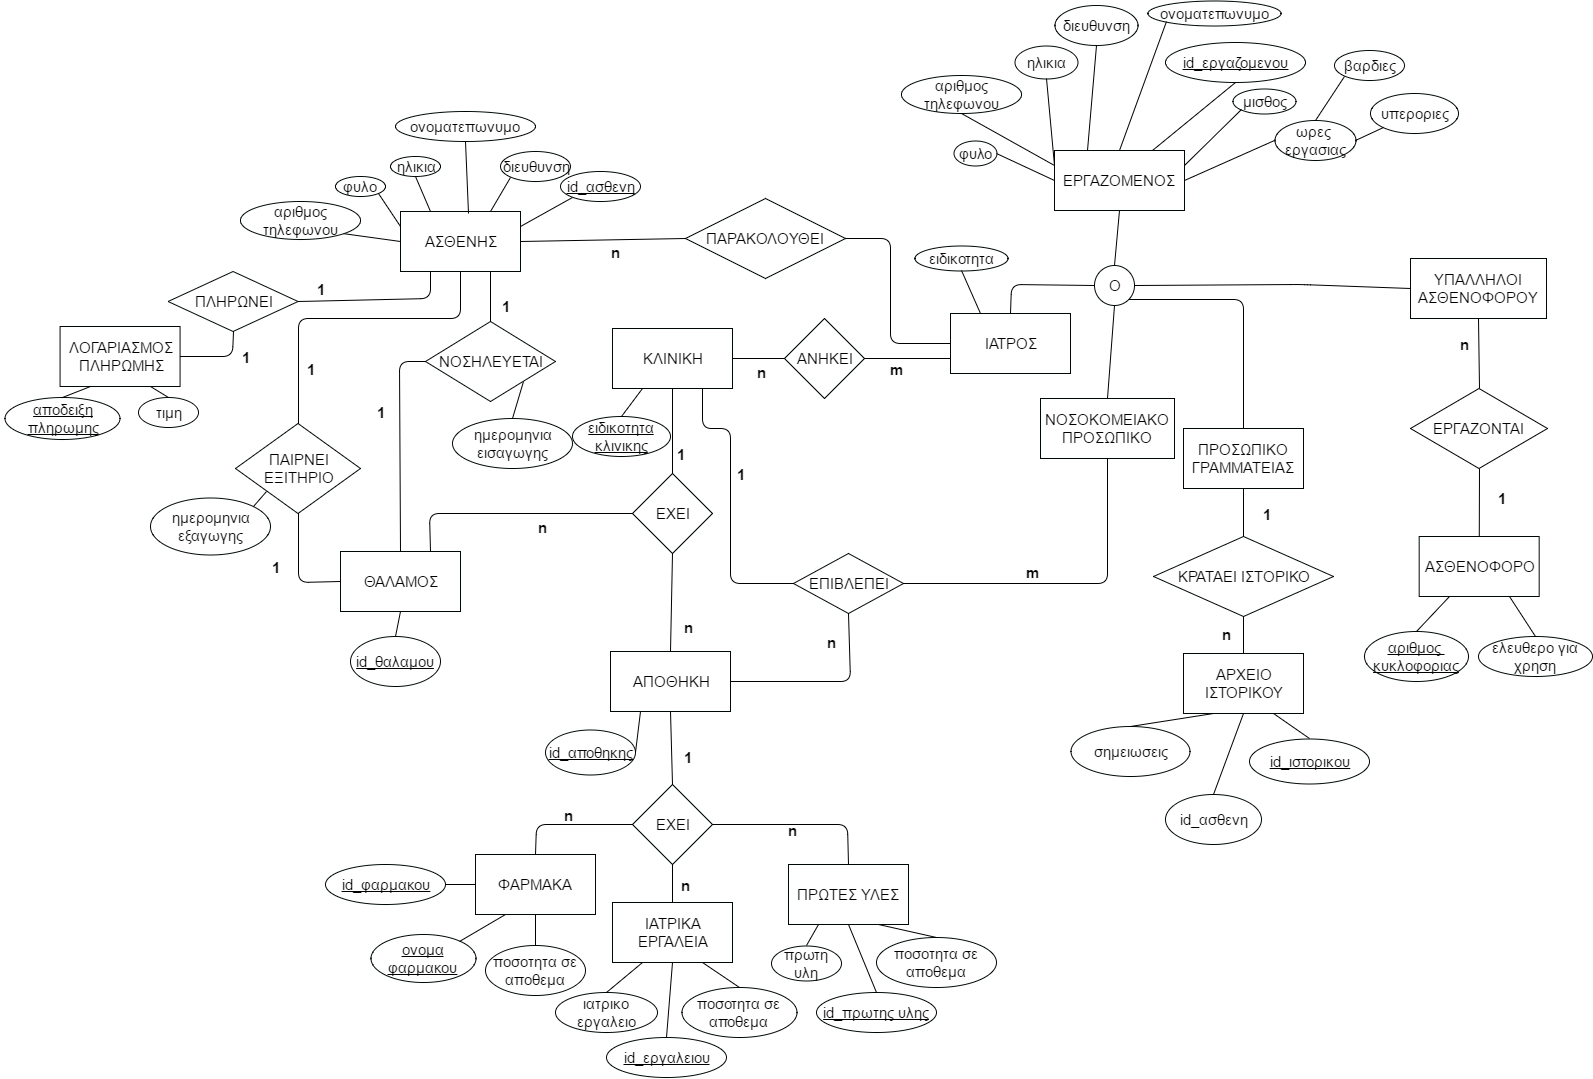 ονοματεπωνυμο
διευθυνση
ηλικια
id_εργαζομενου
βαρδιες
αριθμος
τηλεφωνου
μισθος
υπεροριες
ωρες
εργασιας
φυλο
ΕΡΓΑΖΟΜΕΝΟΣ
ονοματεπωνυμο
ηλικια
διευθυνση
φυλο
id_ασθενη
αριθμος
τηλεφωνου
ΑΣΘΕΝΗΣ
n
ΠΑΡΑΚΟΛΟΥΘΕΙ
ειδικοτητα
Ο
ΥΠΑΛΛΗΛΟΙ
ΑΣΘΕΝΟΦΟΡΟΥ
ΠΛΗΡΩΝΕΙ
1
1
1
ΛΟΓΑΡΙΑΣΜΟΣ
ΠΛΗΡΩΜΗΣ
αποδειξη
πληρωμης
τιμη
1
ΝΟΣΗΛΕΥΕΤΑΙ
1
ημερομηνια
εισαγωγης
ΚΛΙΝΙΚΗ
n
ΑΝΗΚΕΙ
m
ΙΑΤΡΟΣ
ειδικοτητα
κλινικης
ΝΟΣΟΚΟΜΕΙΑΚΟ
ΠΡΟΣΩΠΙΚΟ
ΠΡΟΣΩΠΙΚΟ
ΓΡΑΜΜΑΤΕΙΑΣ
n
ΕΡΓΑΖΟΝΤΑΙ
1
ΠΑΙΡΝΕΙ
ΕΞΙΤΗΡΙΟ
ημερομηνια
εξαγωγης
1
1
1
ΕΧΕΙ
n
1
ΚΡΑΤΑΕΙ ΙΣΤΟΡΙΚΟ
n
ΑΣΘΕΝΟΦΟΡΟ
ΘΑΛΑΜΟΣ
id_θαλαμου
ΕΠΙΒΛΕΠΕΙ
m
n
n
αριθμος
κυκλοφοριας
ελευθερο για
χρηση
ΑΠΟΘΗΚΗ
ΑΡΧΕΙΟ
ΙΣΤΟΡΙΚΟΥ
id_αποθηκης
1
σημειωσεις
id_ιστορικου
id_ασθενη
n
ΕΧΕΙ
n
n
id_φαρμακου
ΦΑΡΜΑΚΑ
ΠΡΩΤΕΣ ΥΛΕΣ
ΙΑΤΡΙΚΑ
ΕΡΓΑΛΕΙΑ
ονομα
φαρμακου
ποσοτητα σε
αποθεμα
πρωτη
υλη
ποσοτητα σε
αποθεμα
ιατρικο
εργαλειο
ποσοτητα σε
αποθεμα
id_πρωτης υλης
id_εργαλειου